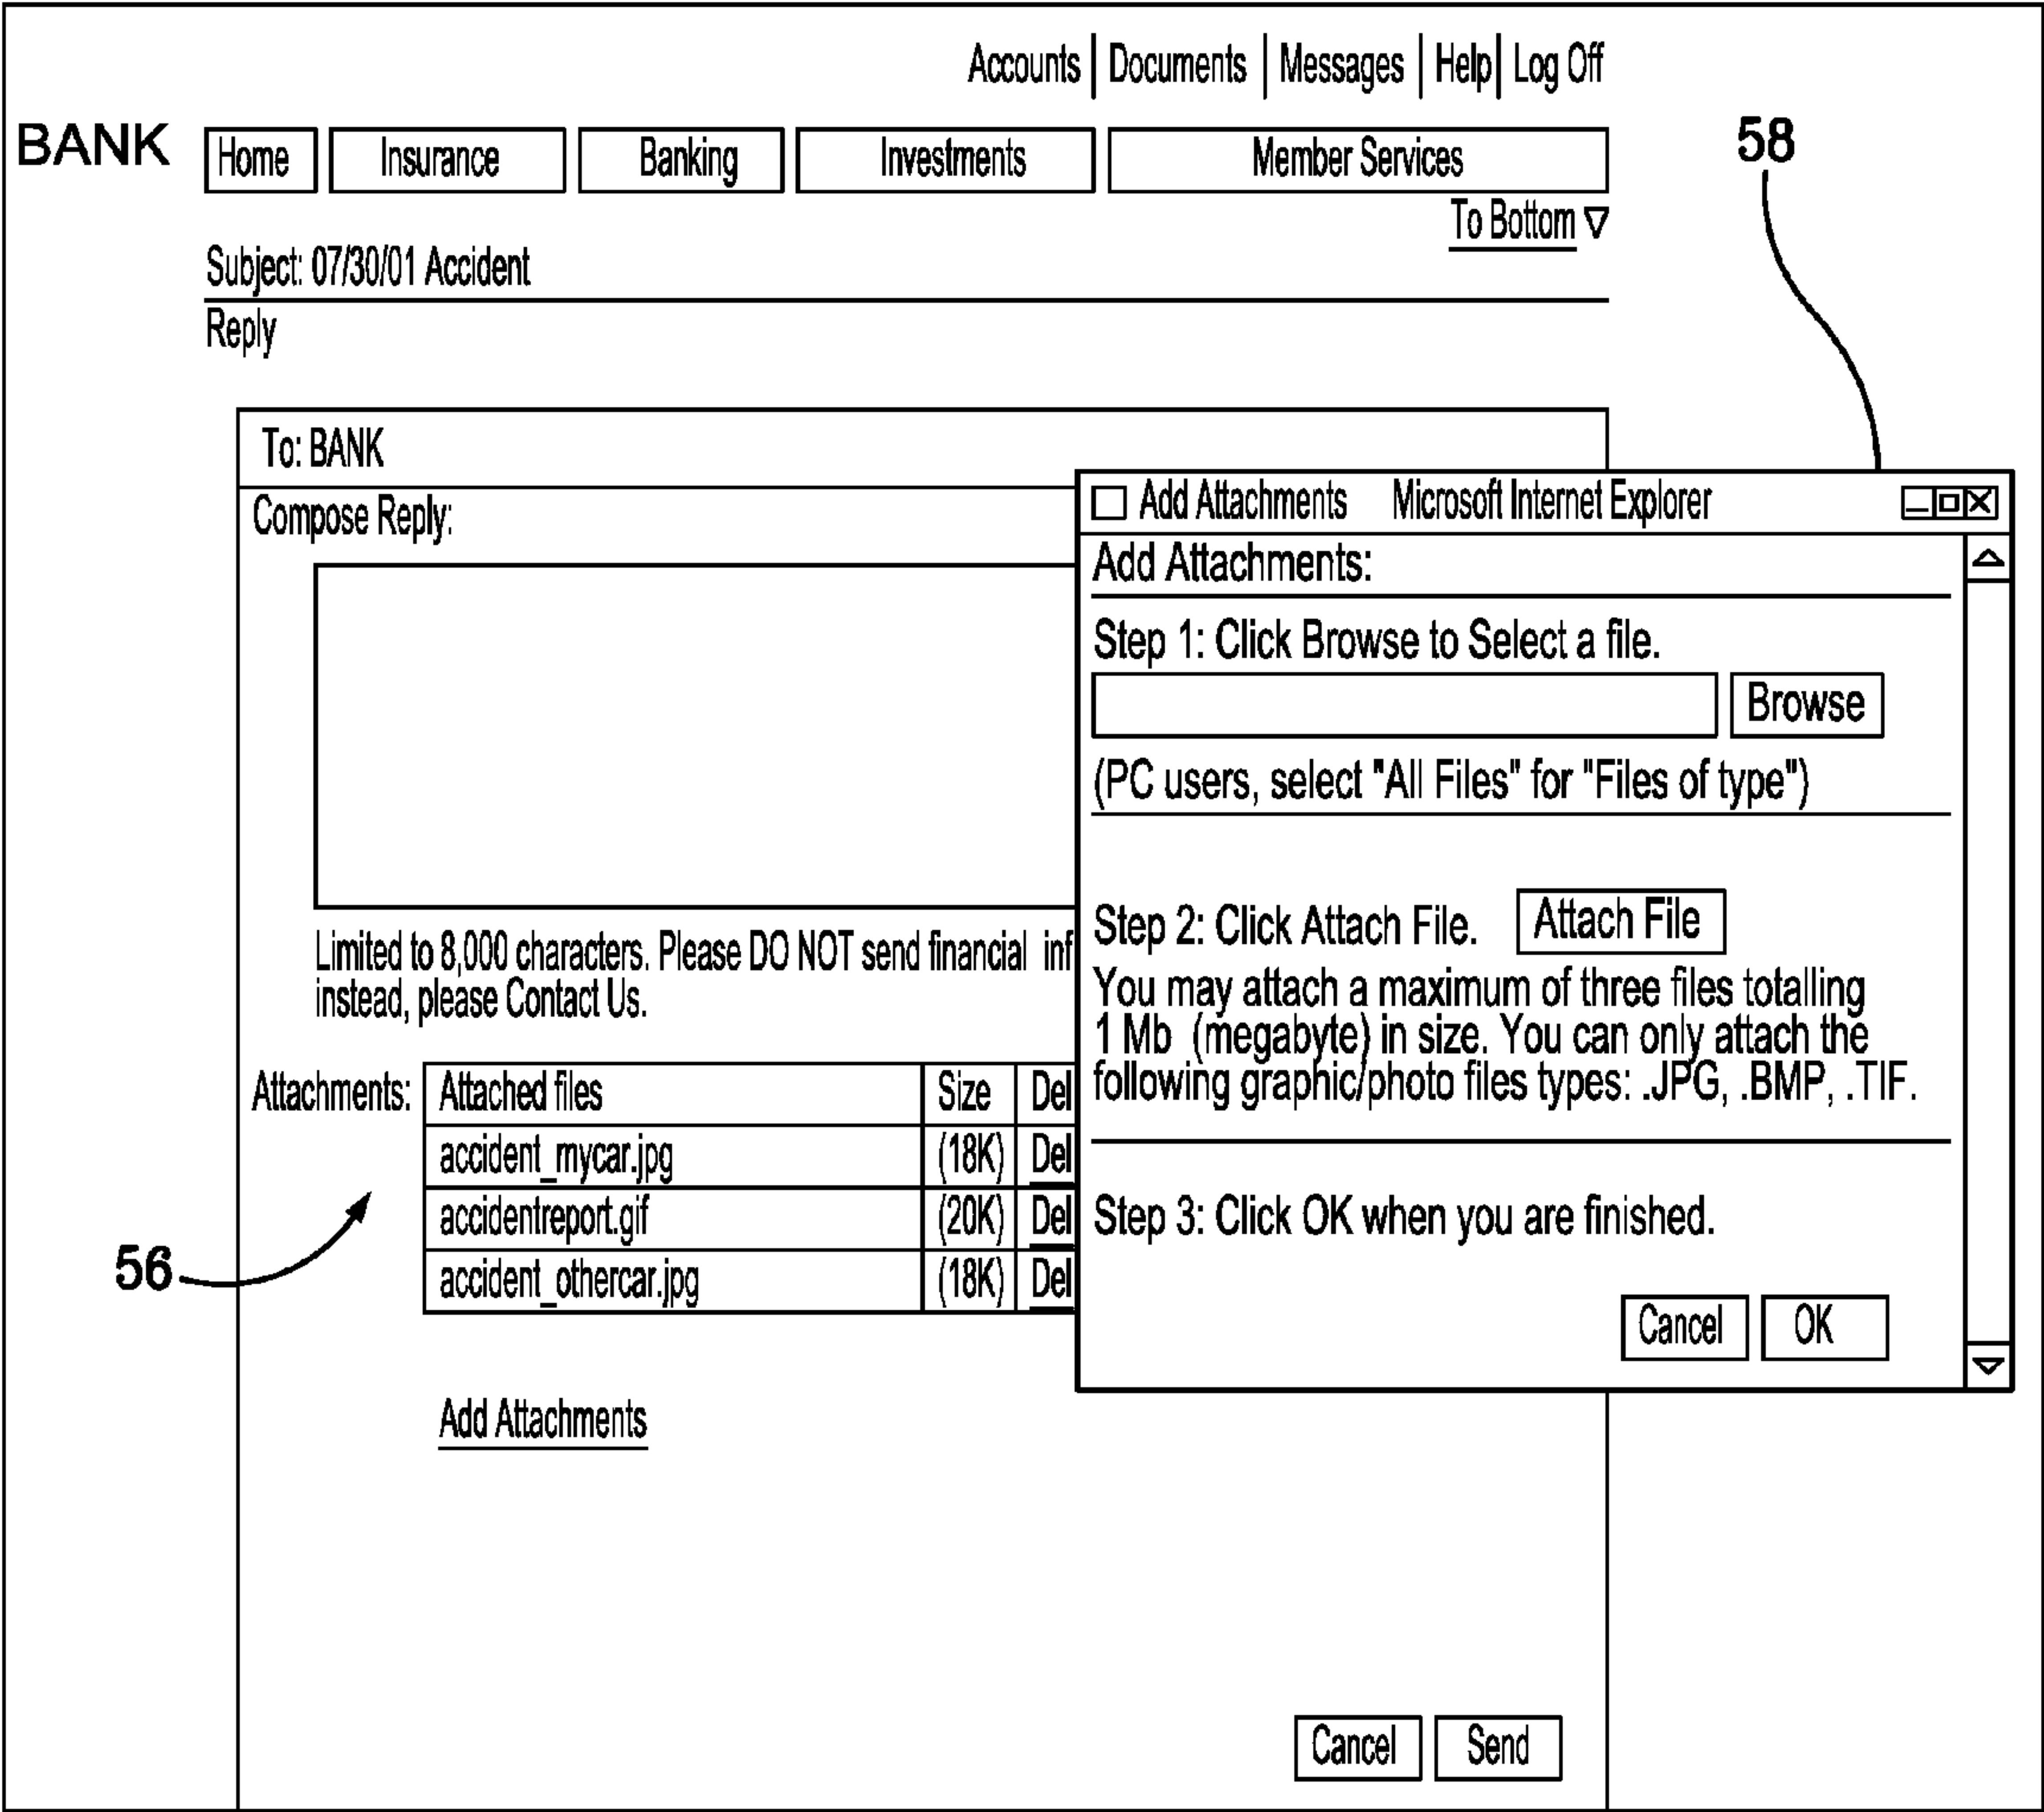 Accounts | Documents | Messages | Help | Log Off
BANK Home Insurance Banking Investments Member Services
58
To Bottom
Subject: 07/30/01 Accident
Reply
To: BANK
Compose Reply:
Limited to 8,000 characters. Please DO NOT send financial inf
instead, please Contact Us.
Attachments: Attached files Size Del
accident_mycar.jpg (18K) Del
accidentreport.gif (20K) Del
accident_othercar.jpg (18K) Del
56
Add Attachments
Cancel Send
Add Attachments Microsoft Internet Explorer
Add Attachments:
Step 1: Click Browse to Select a file.
Browse
(PC users, select "All Files" for "Files of type")
Step 2: Click Attach File. Attach File
You may attach a maximum of three files totalling
1 Mb (megabyte) in size. You can only attach the
following graphic/photo files types: .JPG, .BMP, .TIF.
Step 3: Click OK when you are finished.
Cancel OK